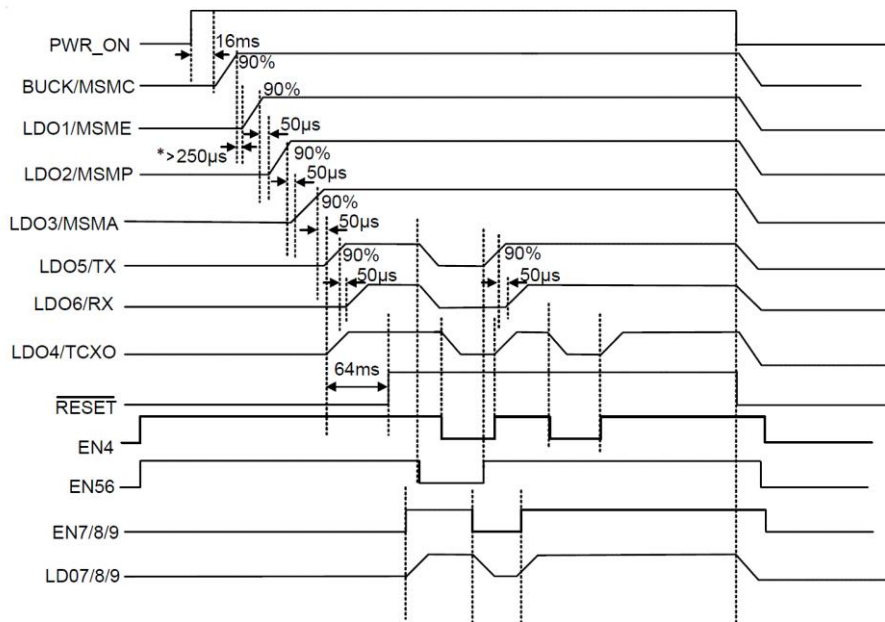 PWR_ON
16ms
90%
BUCK/MSMC
90%
LDO1/MSME
50µs
*>250µs
90%
LDO2/MSMP
50µs
90%
LDO3/MSMA
50µs
90%
LDO5/TX
50µs
90%
50µs
LDO6/RX
LDO4/TCXO
64ms
RESET
EN4
EN56
EN7/8/9
LD07/8/9